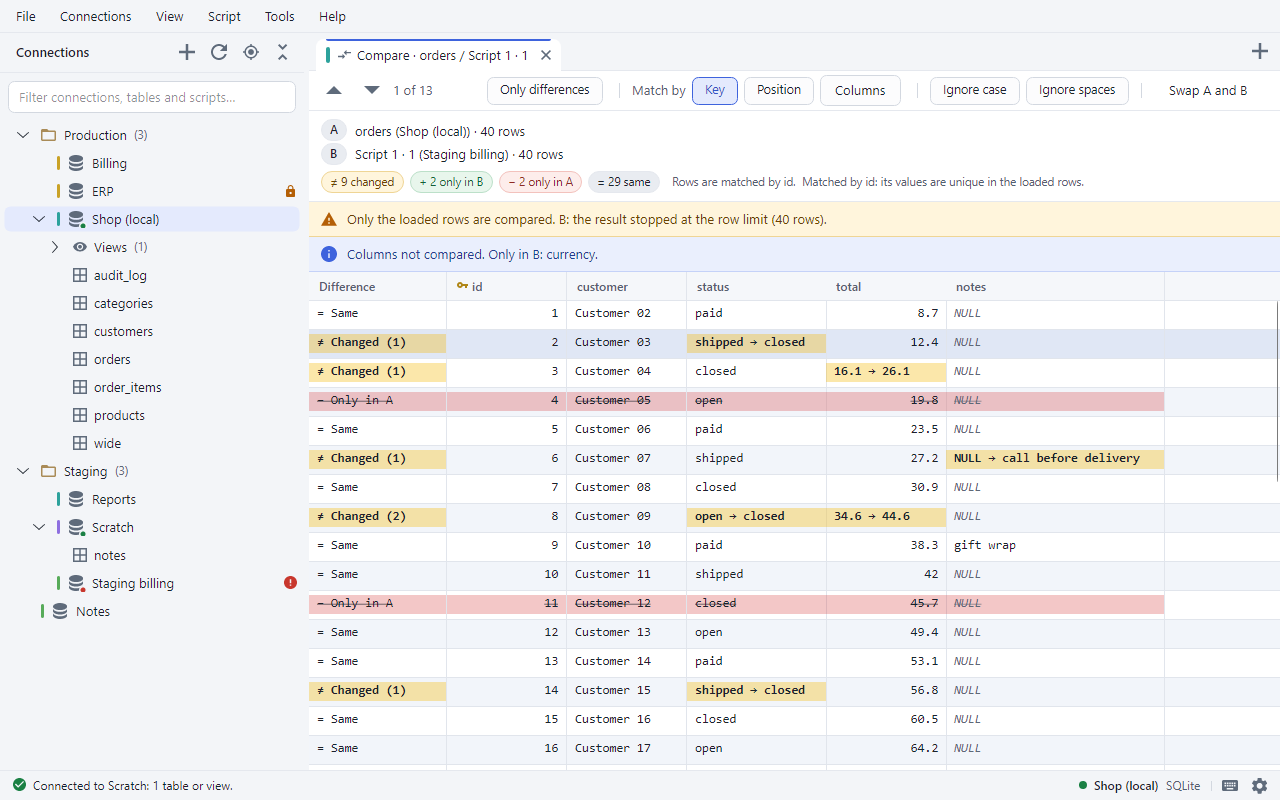 File Connections View Script Tools Help
Connections
Compare · orders / Script 1 · 1
Filter connections, tables and scripts...
1 of 13 Only differences Match by Key Position Columns Ignore case Ignore spaces Swap A and B
Production (3)
Billing
ERP
Shop (local)
Views (1)
audit_log
categories
customers
orders
order_items
products
wide
Staging (3)
Reports
Scratch
notes
Staging billing
Notes
A orders (Shop (local)) · 40 rows
B Script 1 · 1 (Staging billing) · 40 rows
≠ 9 changed + 2 only in B − 2 only in A = 29 same Rows are matched by id. Matched by id: its values are unique in the loaded rows.
Only the loaded rows are compared. B: the result stopped at the row limit (40 rows).
Columns not compared. Only in B: currency.
Difference id customer status total notes
= Same 1 Customer 02 paid 8.7 NULL
≠ Changed (1) 2 Customer 03 shipped → closed 12.4 NULL
≠ Changed (1) 3 Customer 04 closed 16.1 → 26.1 NULL
− Only in A 4 Customer 05 open 19.8 NULL
= Same 5 Customer 06 paid 23.5 NULL
≠ Changed (1) 6 Customer 07 shipped 27.2 NULL → call before delivery
= Same 7 Customer 08 closed 30.9 NULL
≠ Changed (2) 8 Customer 09 open → closed 34.6 → 44.6 NULL
= Same 9 Customer 10 paid 38.3 gift wrap
= Same 10 Customer 11 shipped 42 NULL
− Only in A 11 Customer 12 closed 45.7 NULL
= Same 12 Customer 13 open 49.4 NULL
= Same 13 Customer 14 paid 53.1 NULL
≠ Changed (1) 14 Customer 15 shipped → closed 56.8 NULL
= Same 15 Customer 16 closed 60.5 NULL
= Same 16 Customer 17 open 64.2 NULL
Connected to Scratch: 1 table or view.
Shop (local) SQLite